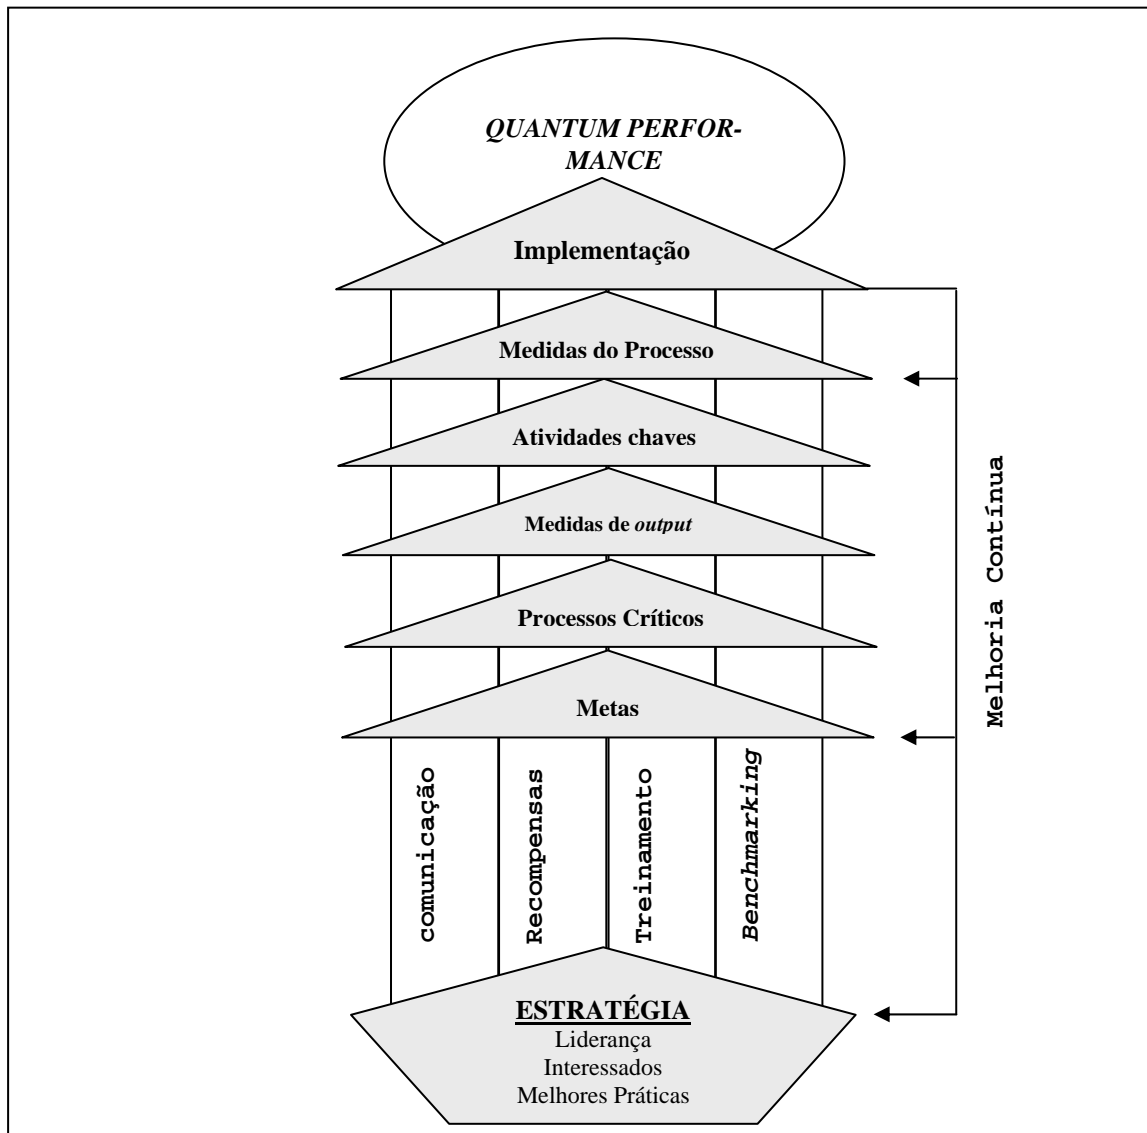 QUANTUM PERFOR-
MANCE
Implementação
Medidas do Processo
Atividades chaves
Medidas de output
Processos Críticos
Metas
comunicação
Recompensas
Treinamento
Benchmarking
Melhoria Contínua
ESTRATÉGIA
Liderança
Interessados
Melhores Práticas